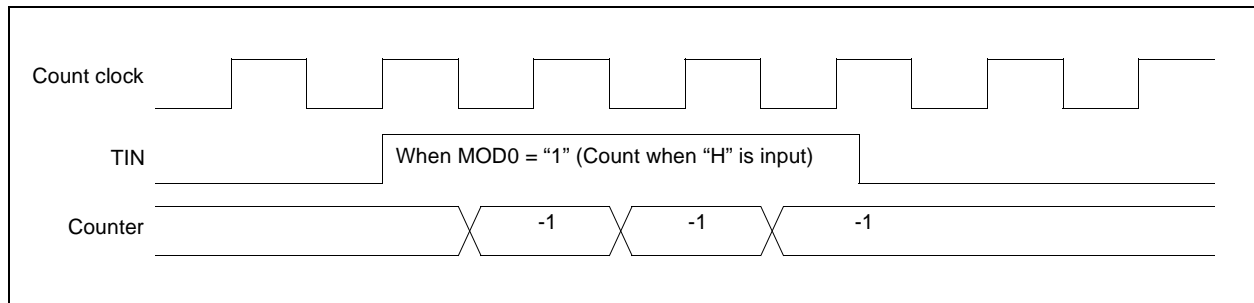 Count clock
TIN
When MOD0 = “1” (Count when “H” is input)
Counter
-1
-1
-1